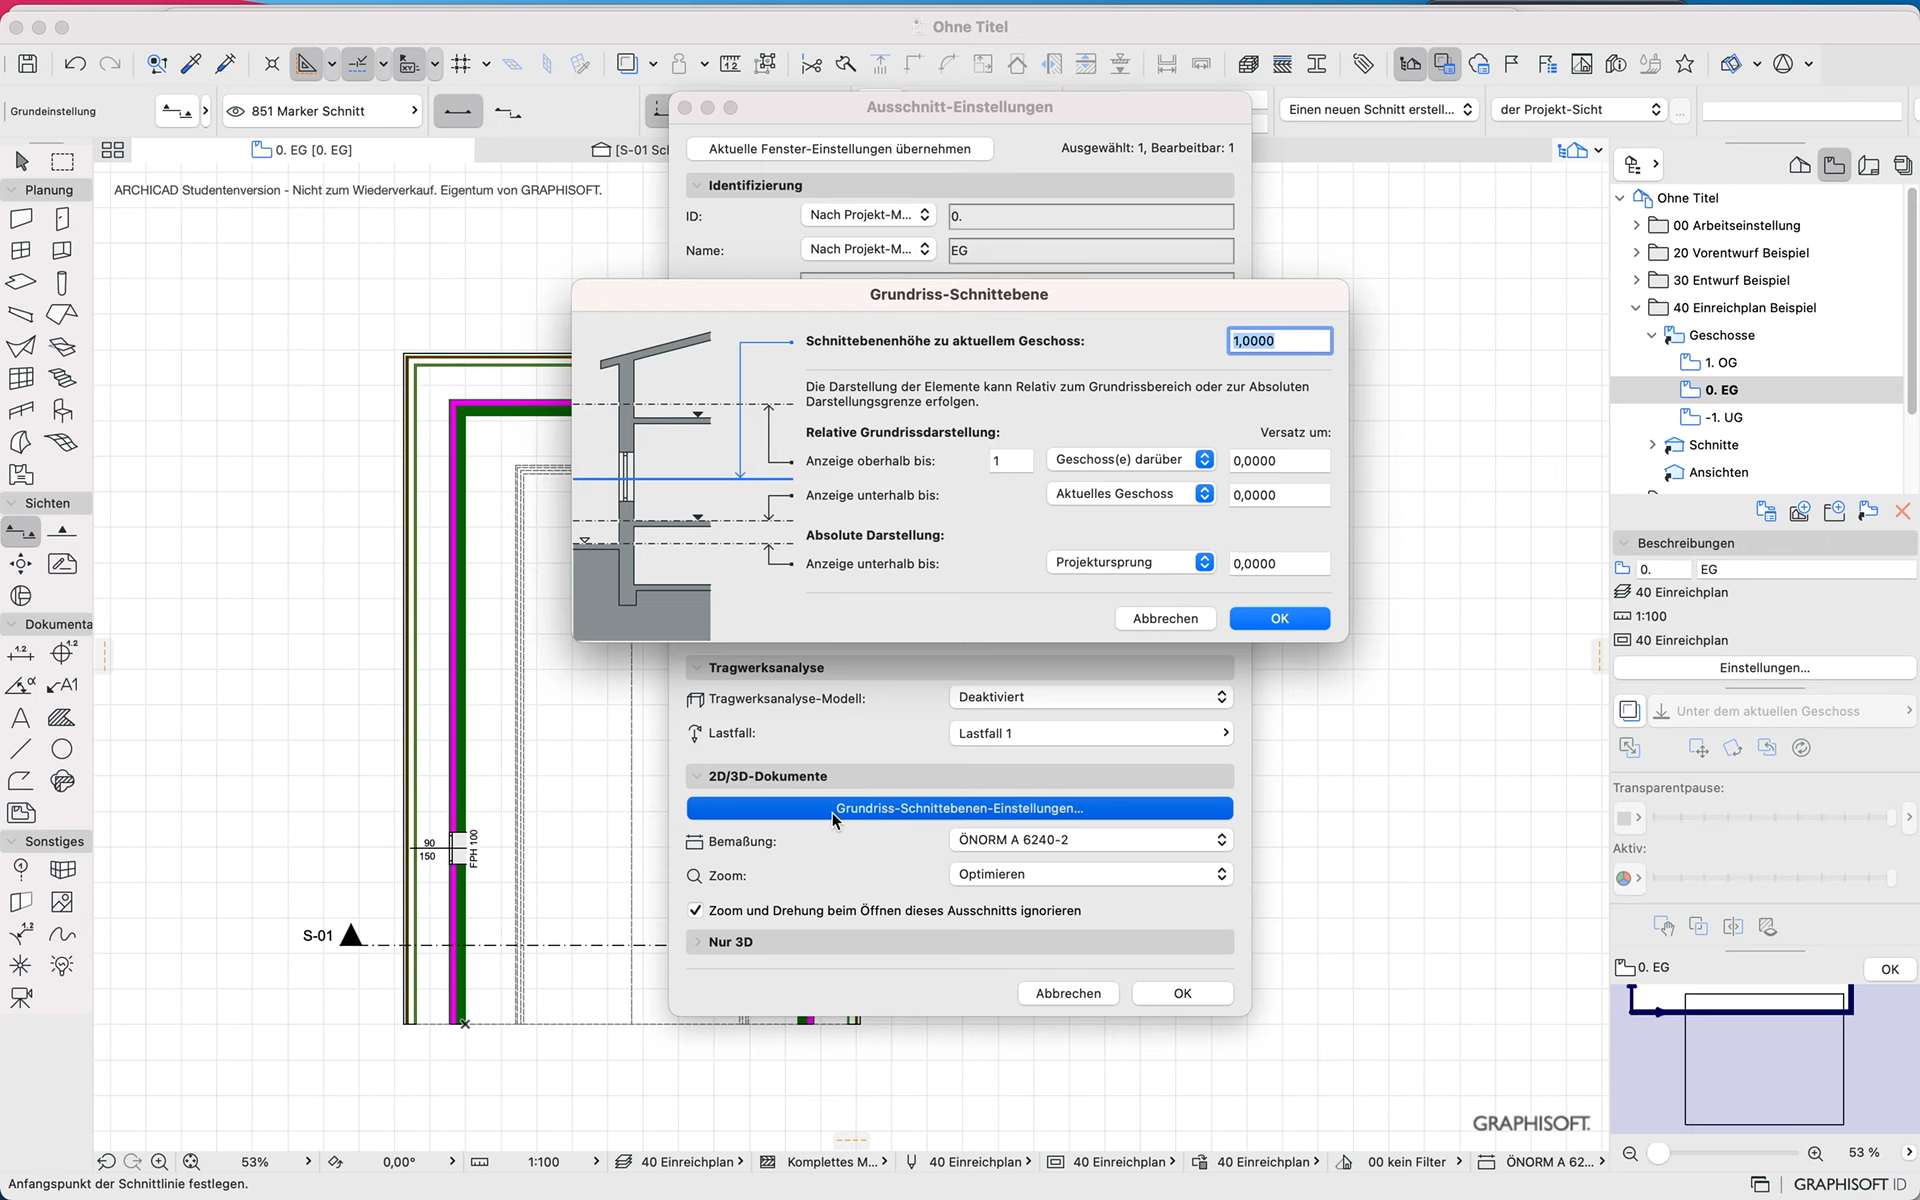 Ohne Titel
Grundeinstellung
851 Marker Schnitt
Einen neuen Schnitt erstell...
der Projekt-Sicht
...
0. EG [0. EG]
[S-01 Sch
Planung
ARCHICAD Studentenversion - Nicht zum Wiederverkauf. Eigentum von GRAPHISOFT.
Ausschnitt-Einstellungen
Aktuelle Fenster-Einstellungen übernehmen
Ausgewählt: 1, Bearbeitbar: 1
Identifizierung
ID:
Nach Projekt-M...
0.
Name:
Nach Projekt-M...
EG
Grundriss-Schnittebene
Schnittebenenhöhe zu aktuellem Geschoss:
1,0000
Die Darstellung der Elemente kann Relativ zum Grundrissbereich oder zur Absoluten
Darstellungsgrenze erfolgen.
Relative Grundrissdarstellung:
Versatz um:
Anzeige oberhalb bis:
1
Geschoss(e) darüber
0,0000
Anzeige unterhalb bis:
Aktuelles Geschoss
0,0000
Absolute Darstellung:
Anzeige unterhalb bis:
Projektursprung
0,0000
Abbrechen
OK
Tragwerksanalyse
Tragwerksanalyse-Modell:
Deaktiviert
Lastfall:
Lastfall 1
2D/3D-Dokumente
Grundriss-Schnittebenen-Einstellungen...
Bemaßung:
ÖNORM A 6240-2
Zoom:
Optimieren
Zoom und Drehung beim Öffnen dieses Ausschnitts ignorieren
Nur 3D
Abbrechen
OK
Sichten
Dokumenta
1.2
1.2
A1
Sonstiges
1.2
90
150
FPH 100
S-01
Ohne Titel
00 Arbeitseinstellung
20 Vorentwurf Beispiel
30 Entwurf Beispiel
40 Einreichplan Beispiel
Geschosse
1. OG
0. EG
-1. UG
Schnitte
Ansichten
Beschreibungen
0.
EG
40 Einreichplan
1:100
40 Einreichplan
Einstellungen...
Unter dem aktuellen Geschoss
Transparentpause:
Aktiv:
0. EG
OK
GRAPHISOFT.
53%
0,00°
1:100
40 Einreichplan
Komplettes M...
40 Einreichplan
40 Einreichplan
40 Einreichplan
00 kein Filter
ÖNORM A 62...
53 %
Anfangspunkt der Schnittlinie festlegen.
GRAPHISOFT ID